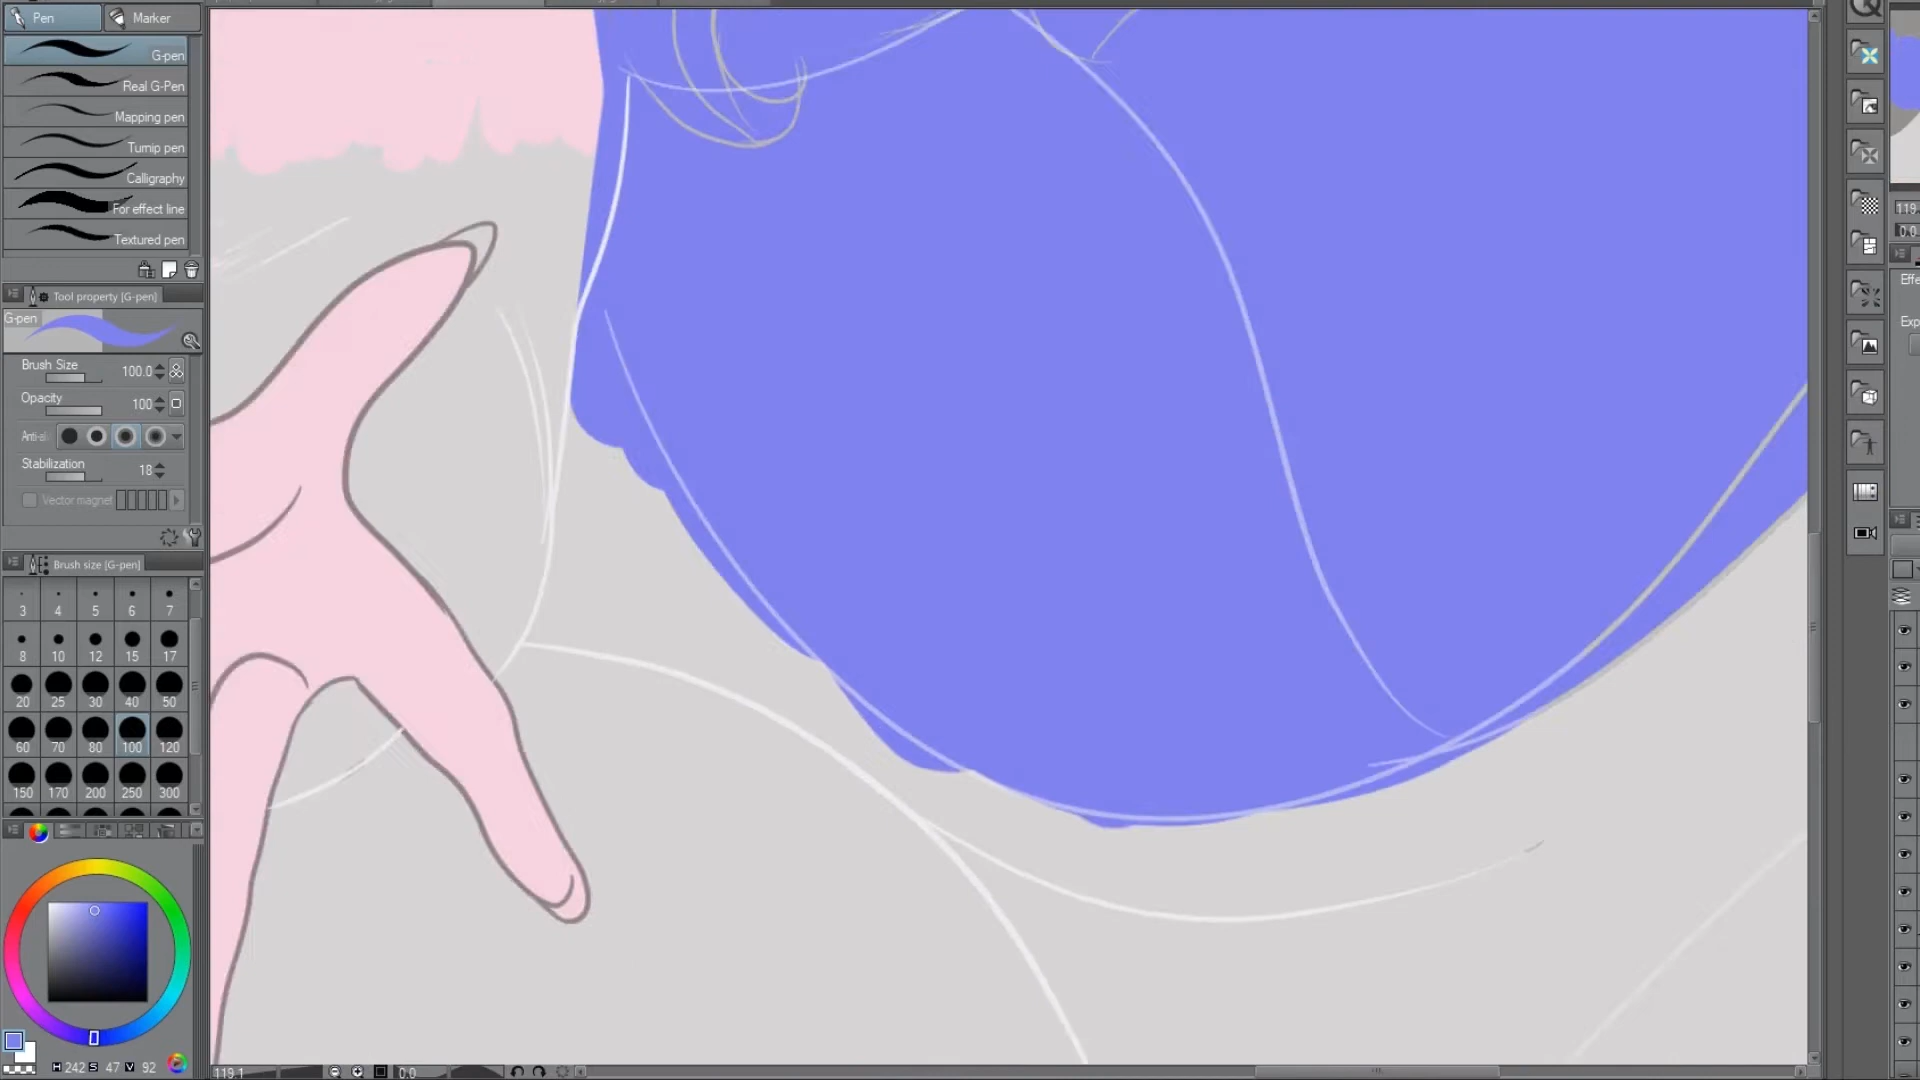 Pen Marker
G-pen
Real G-Pen
Mapping pen
Turnip pen
Calligraphy
For effect line
Textured pen
Tool property [G-pen]
G-pen
Brush Size 100.0
Opacity 100
Anti-al
Stabilization 18
Vector magnet
Brush size [G-pen]
3 4 5 6 7
8 10 12 15 17
20 25 30 40 50
60 70 80 100 120
150 170 200 250 300
H 242 S 47 V 92
119.1 0.0
119
0.0
Effe
Exp